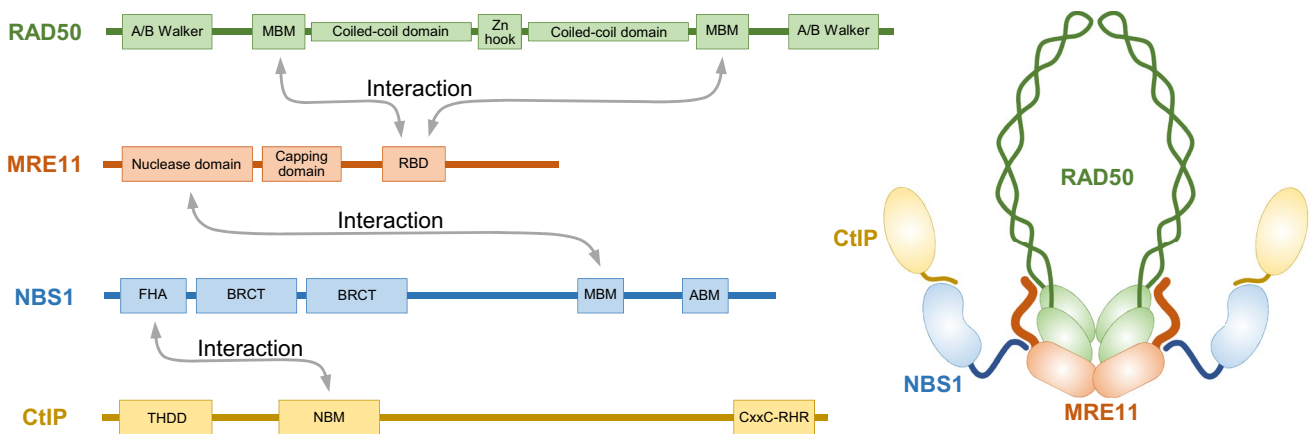 RAD50
A/B Walker
MBM
Coiled-coil domain
Zn
hook
Coiled-coil domain
MBM
A/B Walker
Interaction
MRE11
Nuclease domain
Capping
domain
RBD
Interaction
NBS1
FHA
BRCT
BRCT
MBM
ABM
Interaction
CtIP
THDD
NBM
CxxC-RHR
RAD50
CtIP
NBS1
MRE11